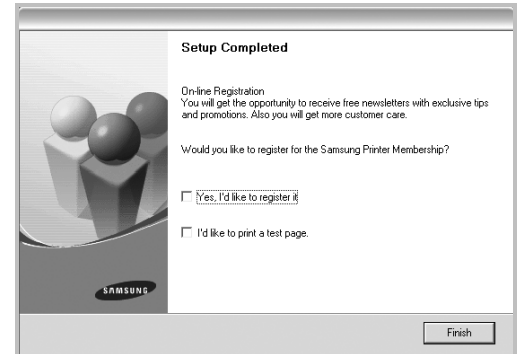 Setup Completed
On-line Registration
You will get the opportunity to receive free newsletters with exclusive tips
and promotions. Also you will get more customer care.
Would you like to register for the Samsung Printer Membership?
Yes, I'd like to register it
I'd like to print a test page.
SAMSUNG
Finish